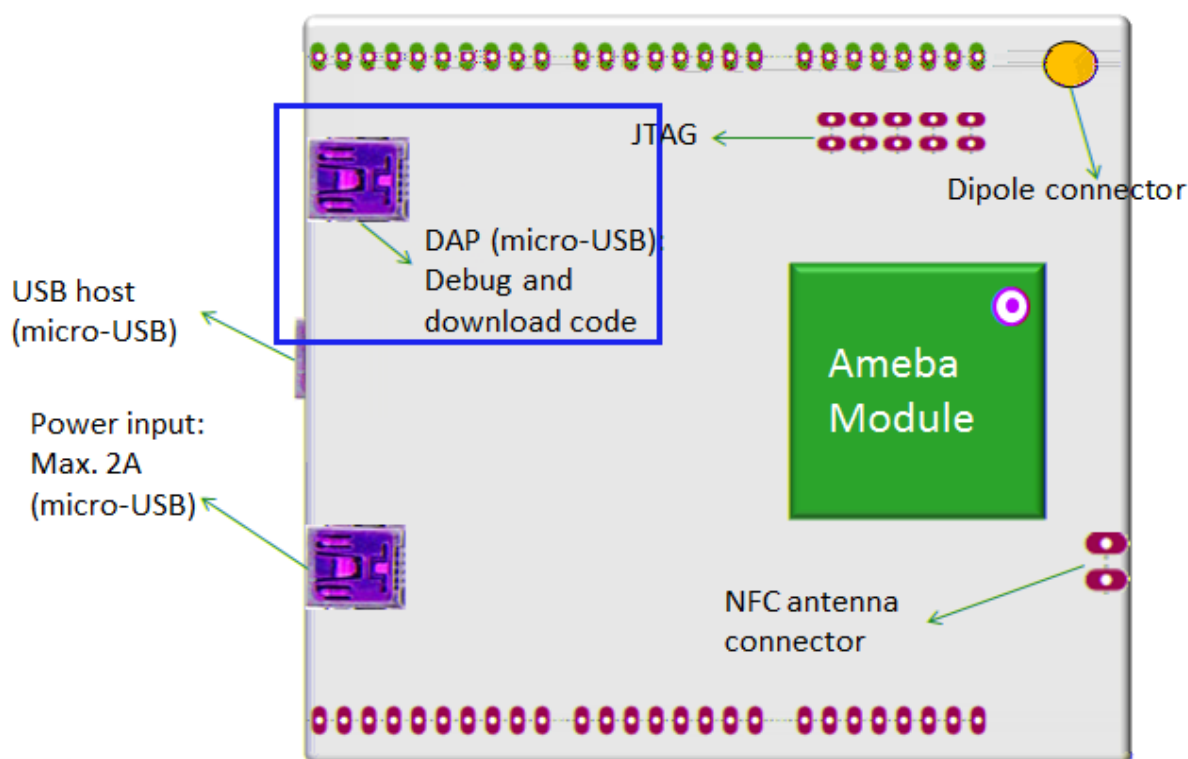 JTAG
Dipole connector
DAP (micro-USB):
Debug and
download code
USB host
(micro-USB)
Ameba
Module
Power input:
Max. 2A
(micro-USB)
NFC antenna
connector